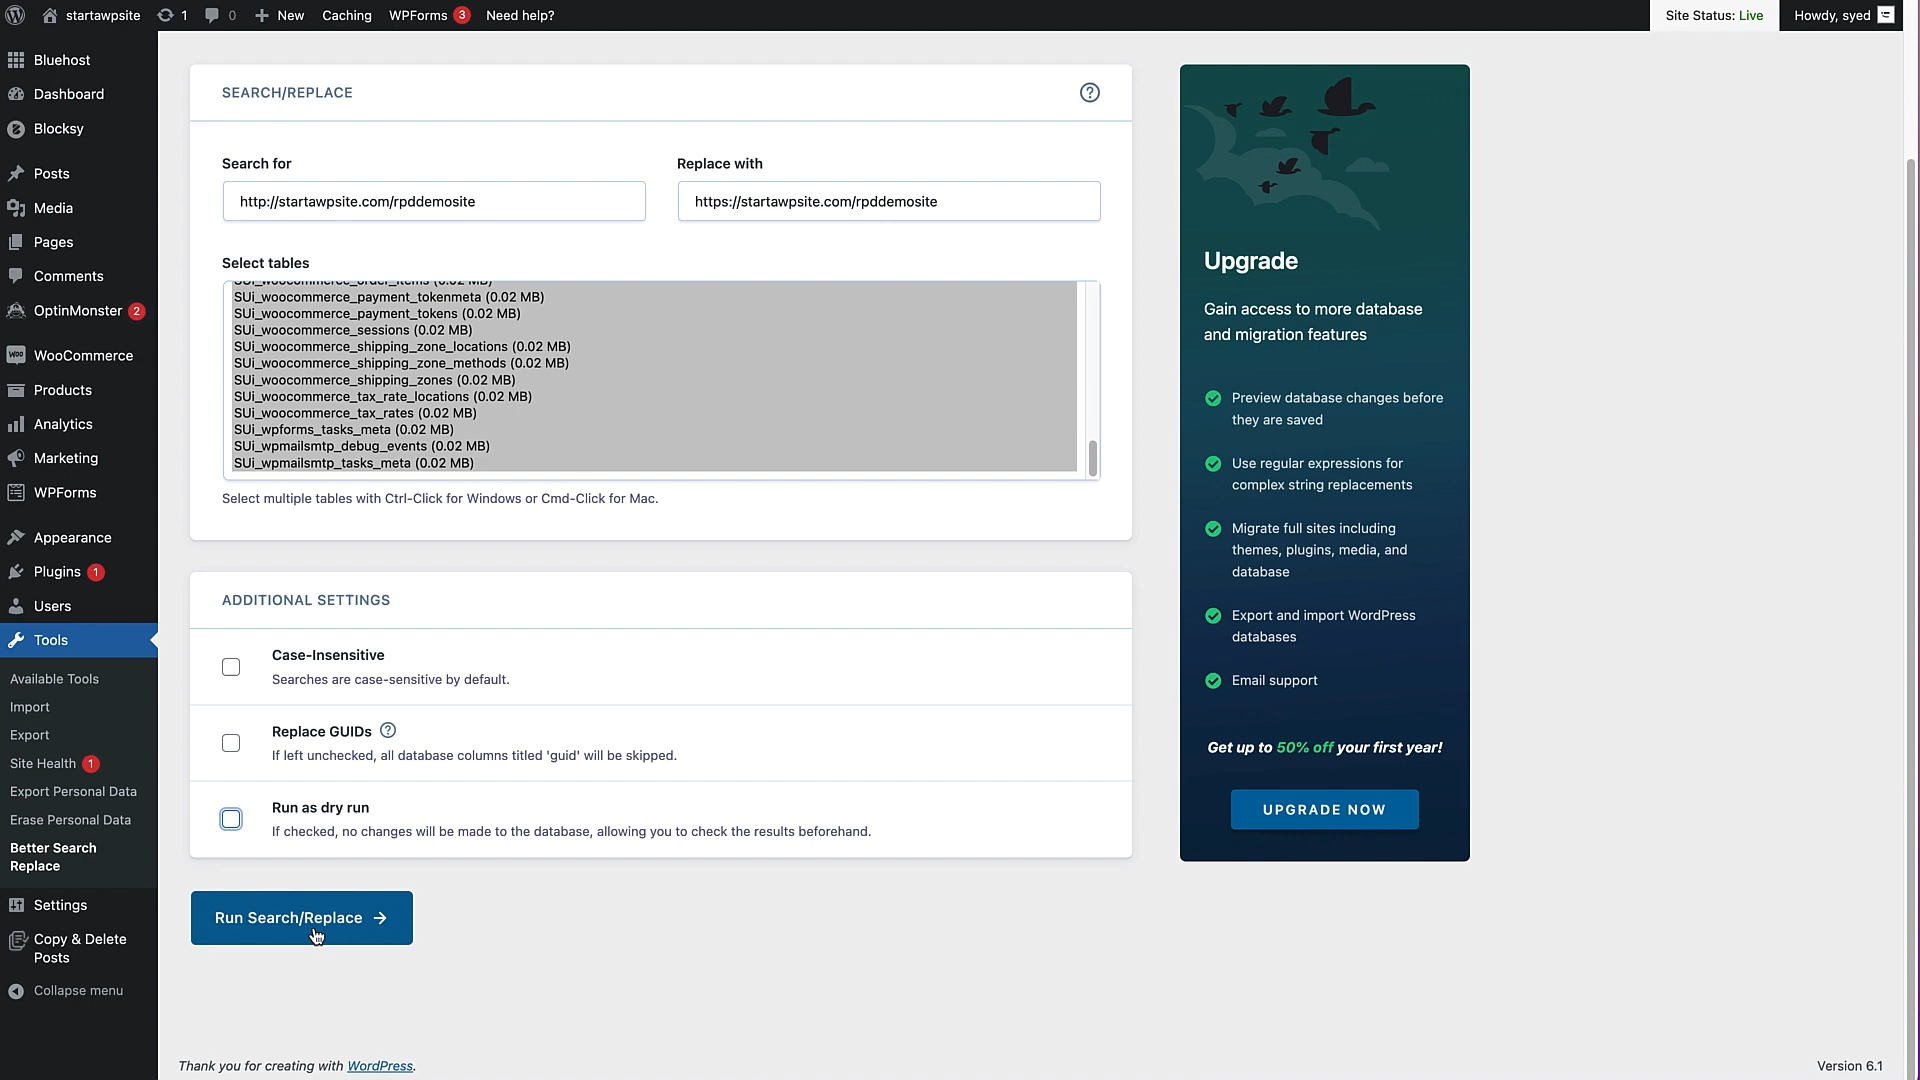 startawpsite 1 0 New Caching WPForms 3 Need help? Site Status: Live Howdy, syed
Bluehost
Dashboard
Blocksy
Posts
Media
Pages
Comments
OptinMonster 2
WooCommerce
Products
Analytics
Marketing
WPForms
Appearance
Plugins 1
Users
Tools
Available Tools
Import
Export
Site Health 1
Export Personal Data
Erase Personal Data
Better Search
Replace
Settings
Copy & Delete
Posts
Collapse menu
SEARCH/REPLACE
Search for
Replace with
http://startawpsite.com/rpddemosite
https://startawpsite.com/rpddemosite
Select tables
SUi_woocommerce_order_items (0.02 MB)
SUi_woocommerce_payment_tokenmeta (0.02 MB)
SUi_woocommerce_payment_tokens (0.02 MB)
SUi_woocommerce_sessions (0.02 MB)
SUi_woocommerce_shipping_zone_locations (0.02 MB)
SUi_woocommerce_shipping_zone_methods (0.02 MB)
SUi_woocommerce_shipping_zones (0.02 MB)
SUi_woocommerce_tax_rate_locations (0.02 MB)
SUi_woocommerce_tax_rates (0.02 MB)
SUi_wpforms_tasks_meta (0.02 MB)
SUi_wpmailsmtp_debug_events (0.02 MB)
SUi_wpmailsmtp_tasks_meta (0.02 MB)
Select multiple tables with Ctrl-Click for Windows or Cmd-Click for Mac.
ADDITIONAL SETTINGS
Case-Insensitive
Searches are case-sensitive by default.
Replace GUIDs
If left unchecked, all database columns titled 'guid' will be skipped.
Run as dry run
If checked, no changes will be made to the database, allowing you to check the results beforehand.
Run Search/Replace
Upgrade
Gain access to more database
and migration features
Preview database changes before
they are saved
Use regular expressions for
complex string replacements
Migrate full sites including
themes, plugins, media, and
database
Export and import WordPress
databases
Email support
Get up to 50% off your first year!
UPGRADE NOW
Thank you for creating with WordPress.
Version 6.1